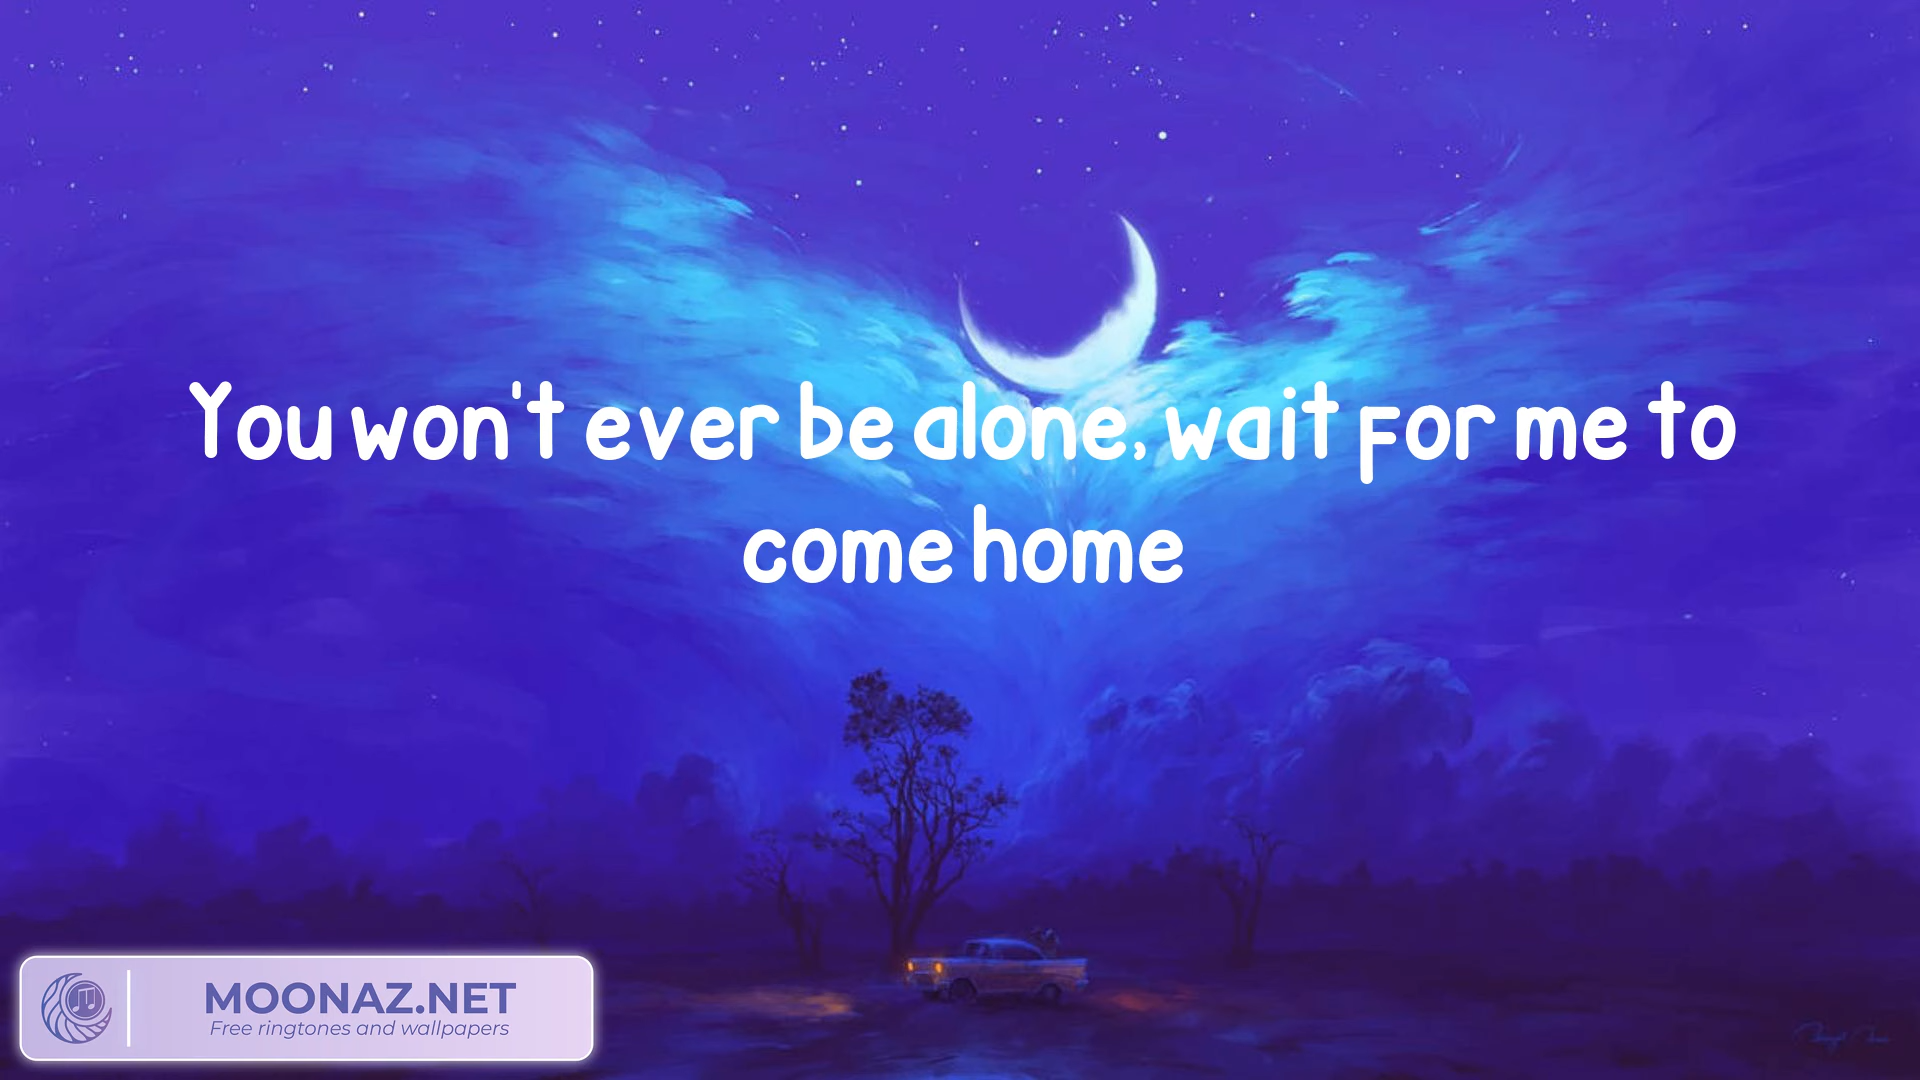 You won't ever be alone, wait for me to
come home
MOONAZ.NET
Free ringtones and wallpapers